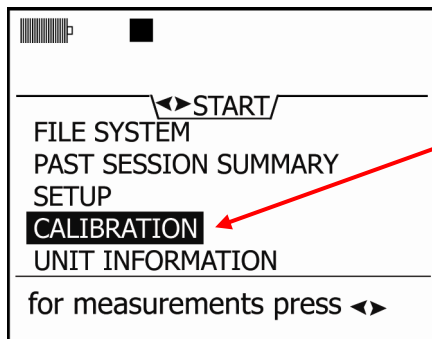 ◄►START
FILE SYSTEM
PAST SESSION SUMMARY
SETUP
CALIBRATION
UNIT INFORMATION
for measurements press ◄►